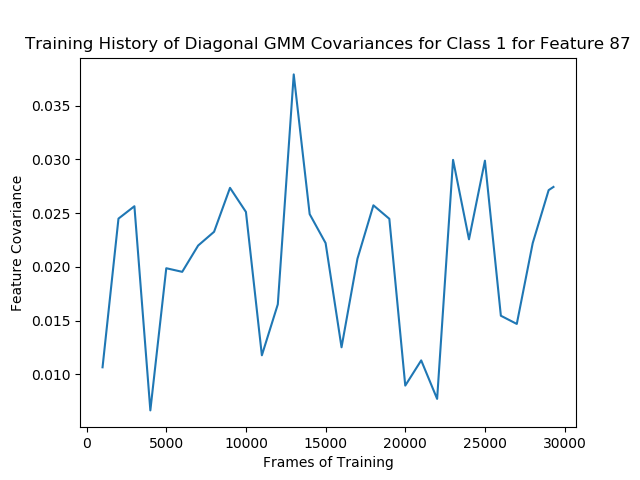 Training History of Diagonal GMM Covariances for Class 1 for Feature 87
Feature Covariance
0.035
0.030
0.025
0.020
0.015
0.010
0 5000 10000 15000 20000 25000 30000
Frames of Training